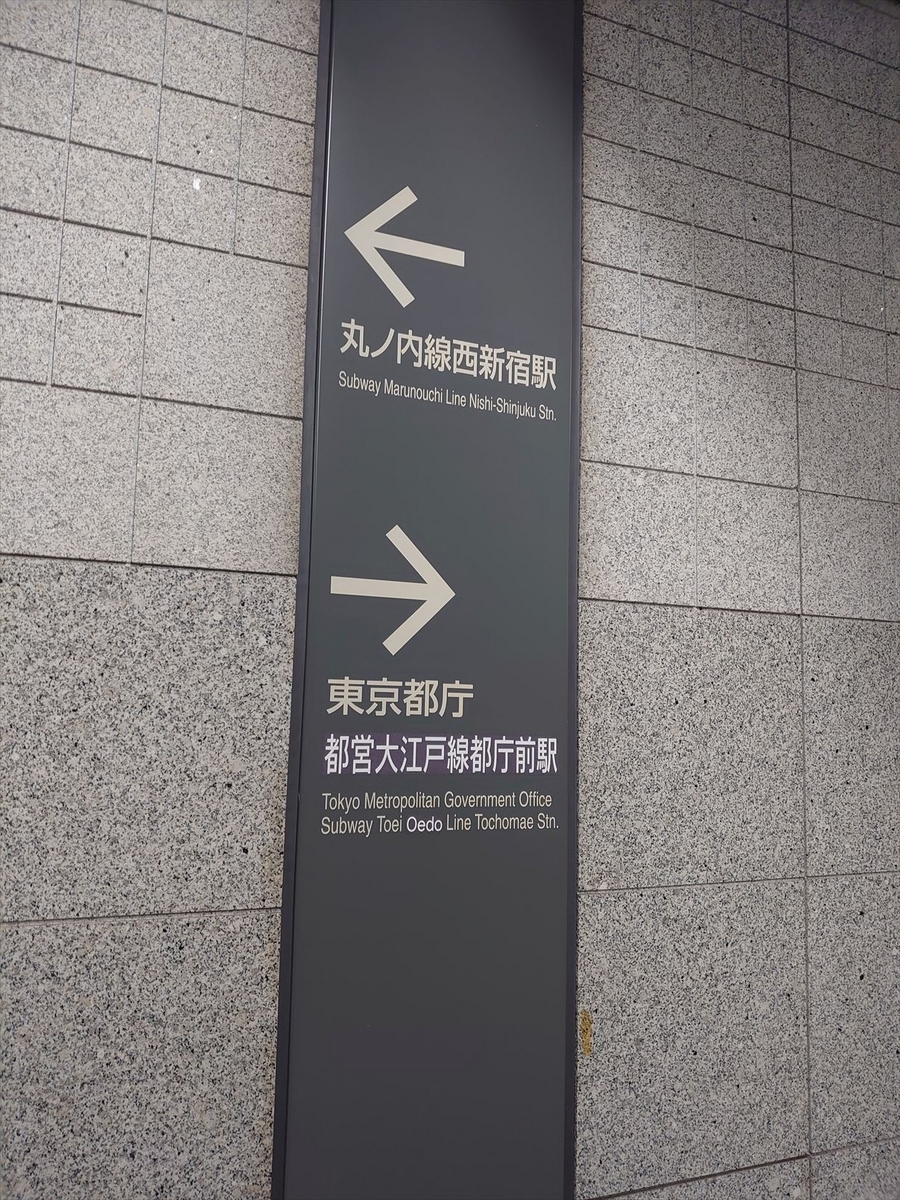 丸ノ内線西新宿駅
Subway Marunouchi Line Nishi-Shinjuku Stn.
東京都庁
都営大江戸線都庁前駅
Tokyo Metropolitan Government Office
Subway Toei Oedo Line Tochomae Stn.